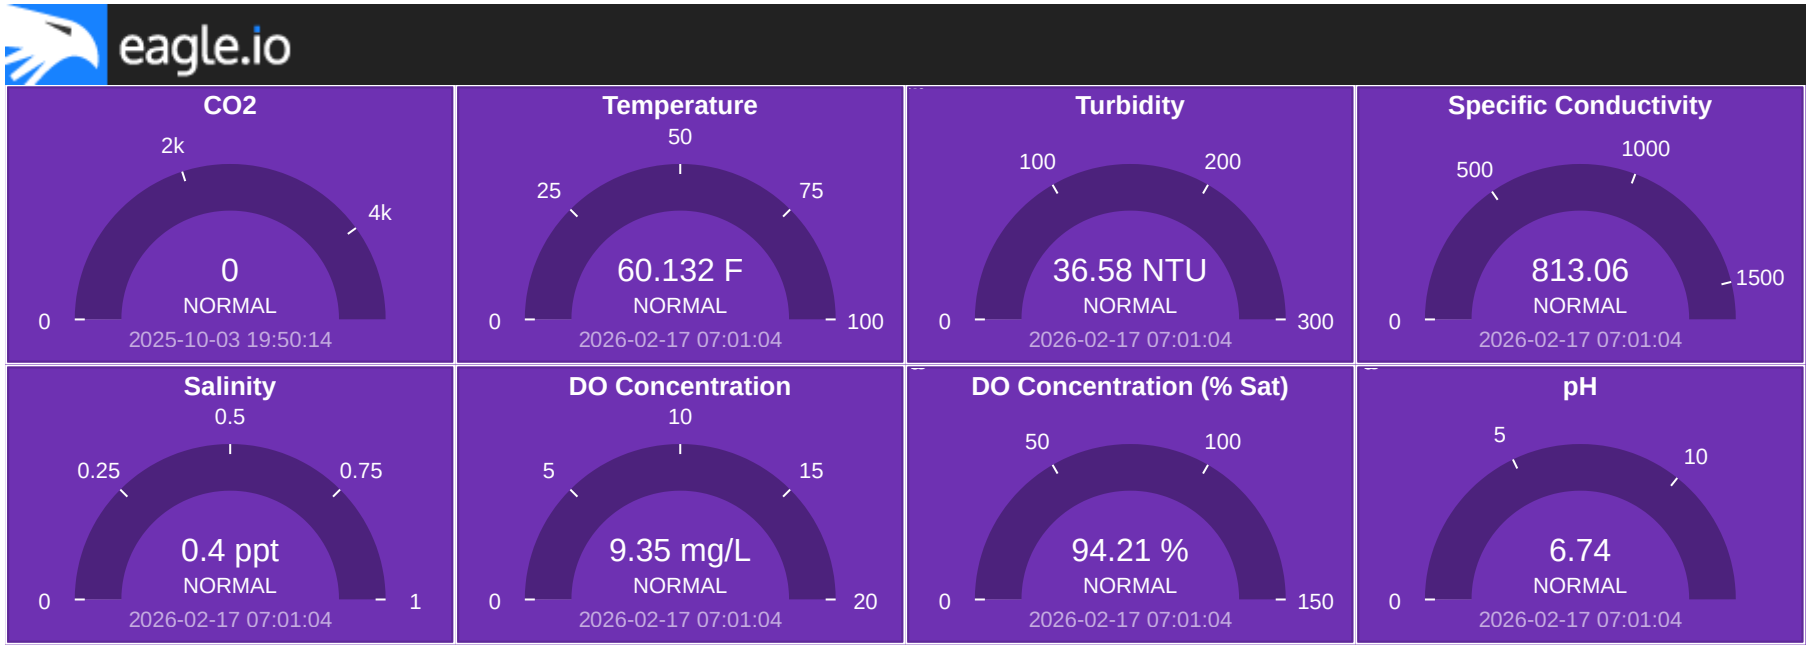 eagle.io
CO2
2k
4k
0
0
NORMAL
2025-10-03 19:50:14
Temperature
50
25
75
60.132 F
NORMAL
0
100
2026-02-17 07:01:04
Turbidity
100
200
36.58 NTU
NORMAL
0
300
2026-02-17 07:01:04
Specific Conductivity
1000
500
813.06
1500
NORMAL
0
2026-02-17 07:01:04
Salinity
0.5
0.25
0.75
0.4 ppt
NORMAL
0
1
2026-02-17 07:01:04
DO Concentration
10
5
15
9.35 mg/L
NORMAL
0
20
2026-02-17 07:01:04
DO Concentration (% Sat)
50
100
94.21 %
NORMAL
0
150
2026-02-17 07:01:04
pH
5
10
6.74
NORMAL
0
2026-02-17 07:01:04